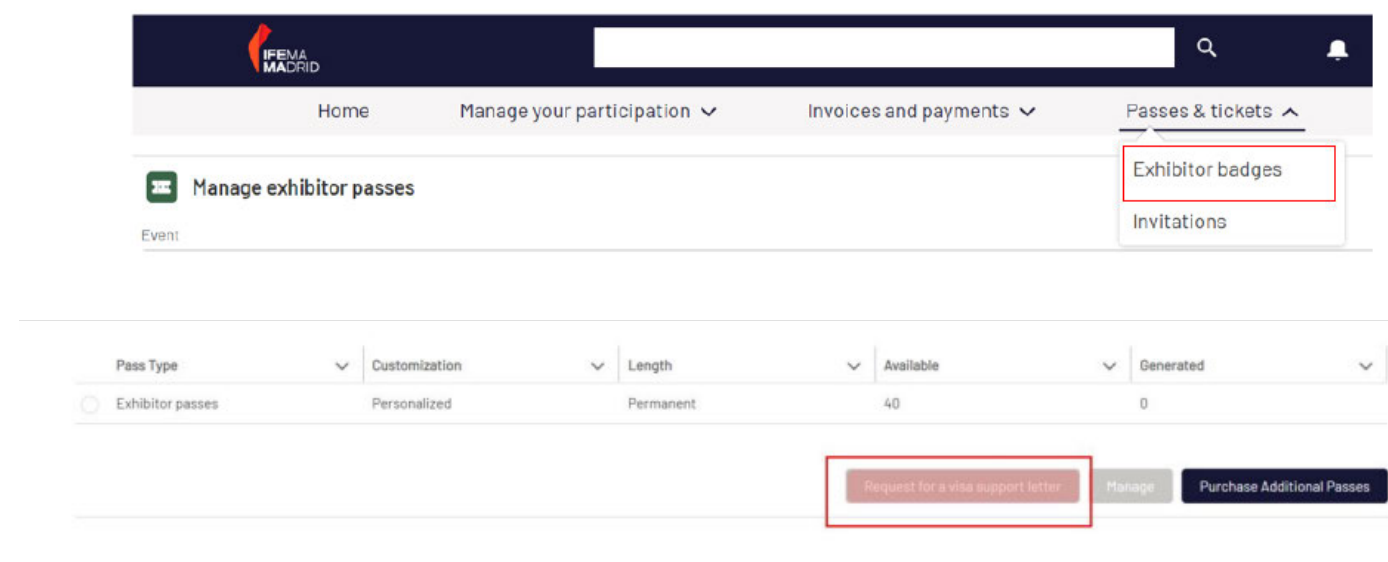 IFEMA
MADRID
Home Manage your participation Invoices and payments Passes & tickets
Exhibitor badges
Manage exhibitor passes
Invitations
Event
Pass Type Customization Length Available Generated
Exhibitor passes Personalized Permanent 40 0
Request for a visa support letter Manage Purchase Additional Passes